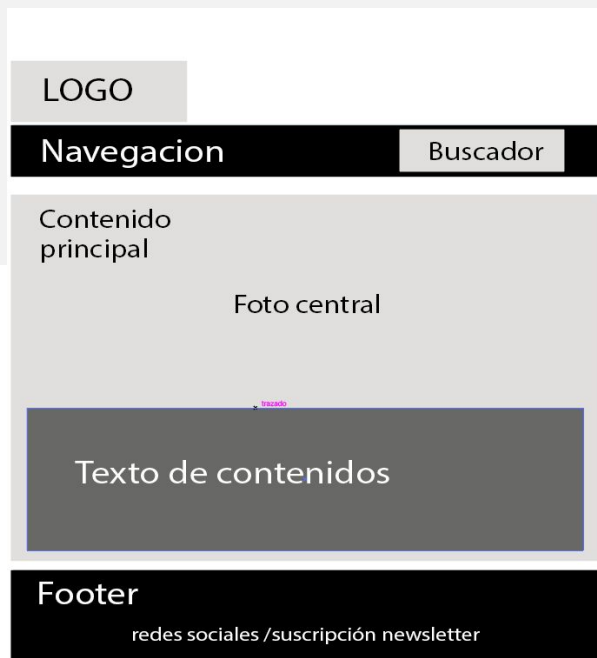 LOGO
Navegacion
Buscador
Contenido
principal
Foto central
trazado
Texto de contenidos
Footer
redes sociales /suscripción newsletter